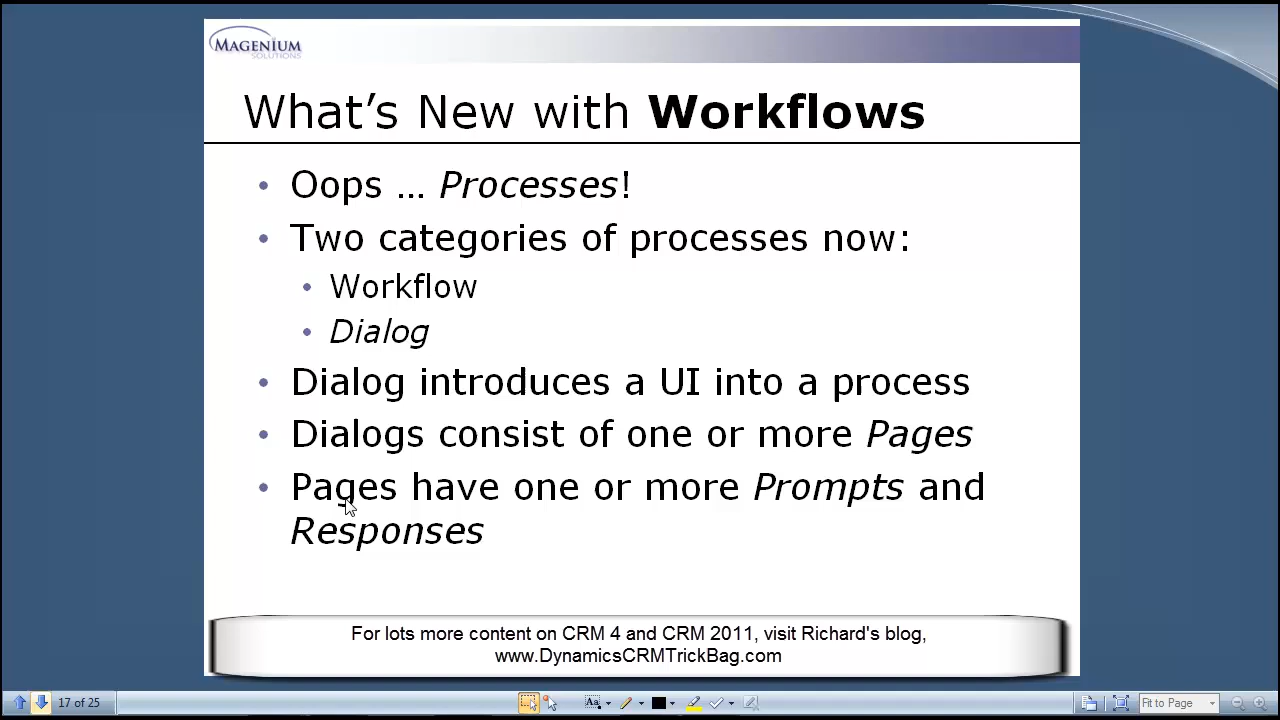 MAGENIUM
SOLUTIONS
What's New with Workflows
• Oops ... Processes!
• Two categories of processes now:
• Workflow
• Dialog
• Dialog introduces a UI into a process
• Dialogs consist of one or more Pages
• Pages have one or more Prompts and
Responses
For lots more content on CRM 4 and CRM 2011, visit Richard's blog,
www.DynamicsCRMTrickBag.com
17 of 25
Aa
Fit to Page